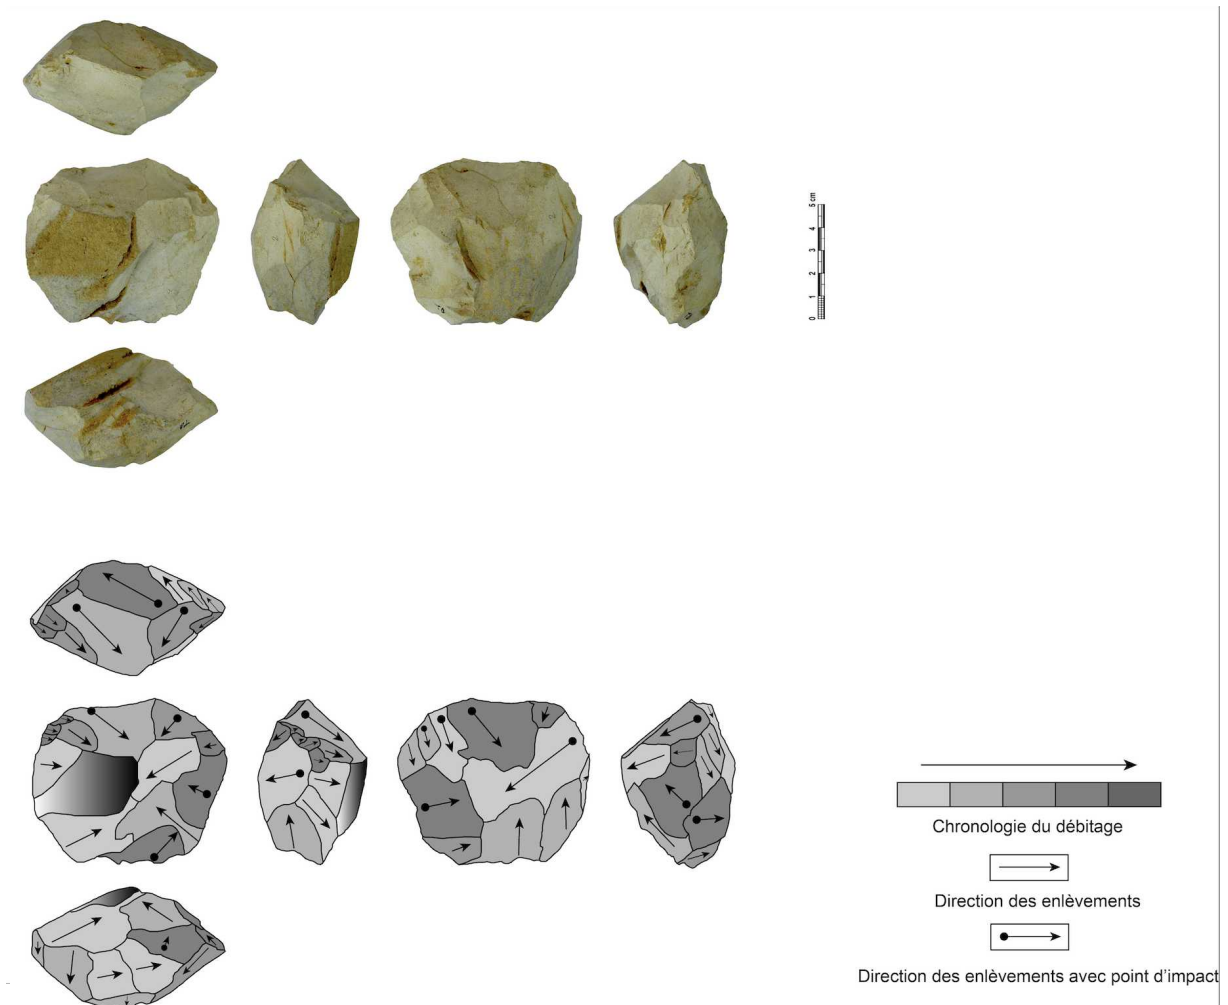 5 cm
4
3
2
1
0
Chronologie du débitage
Direction des enlèvements
Direction des enlèvements avec point d'impact